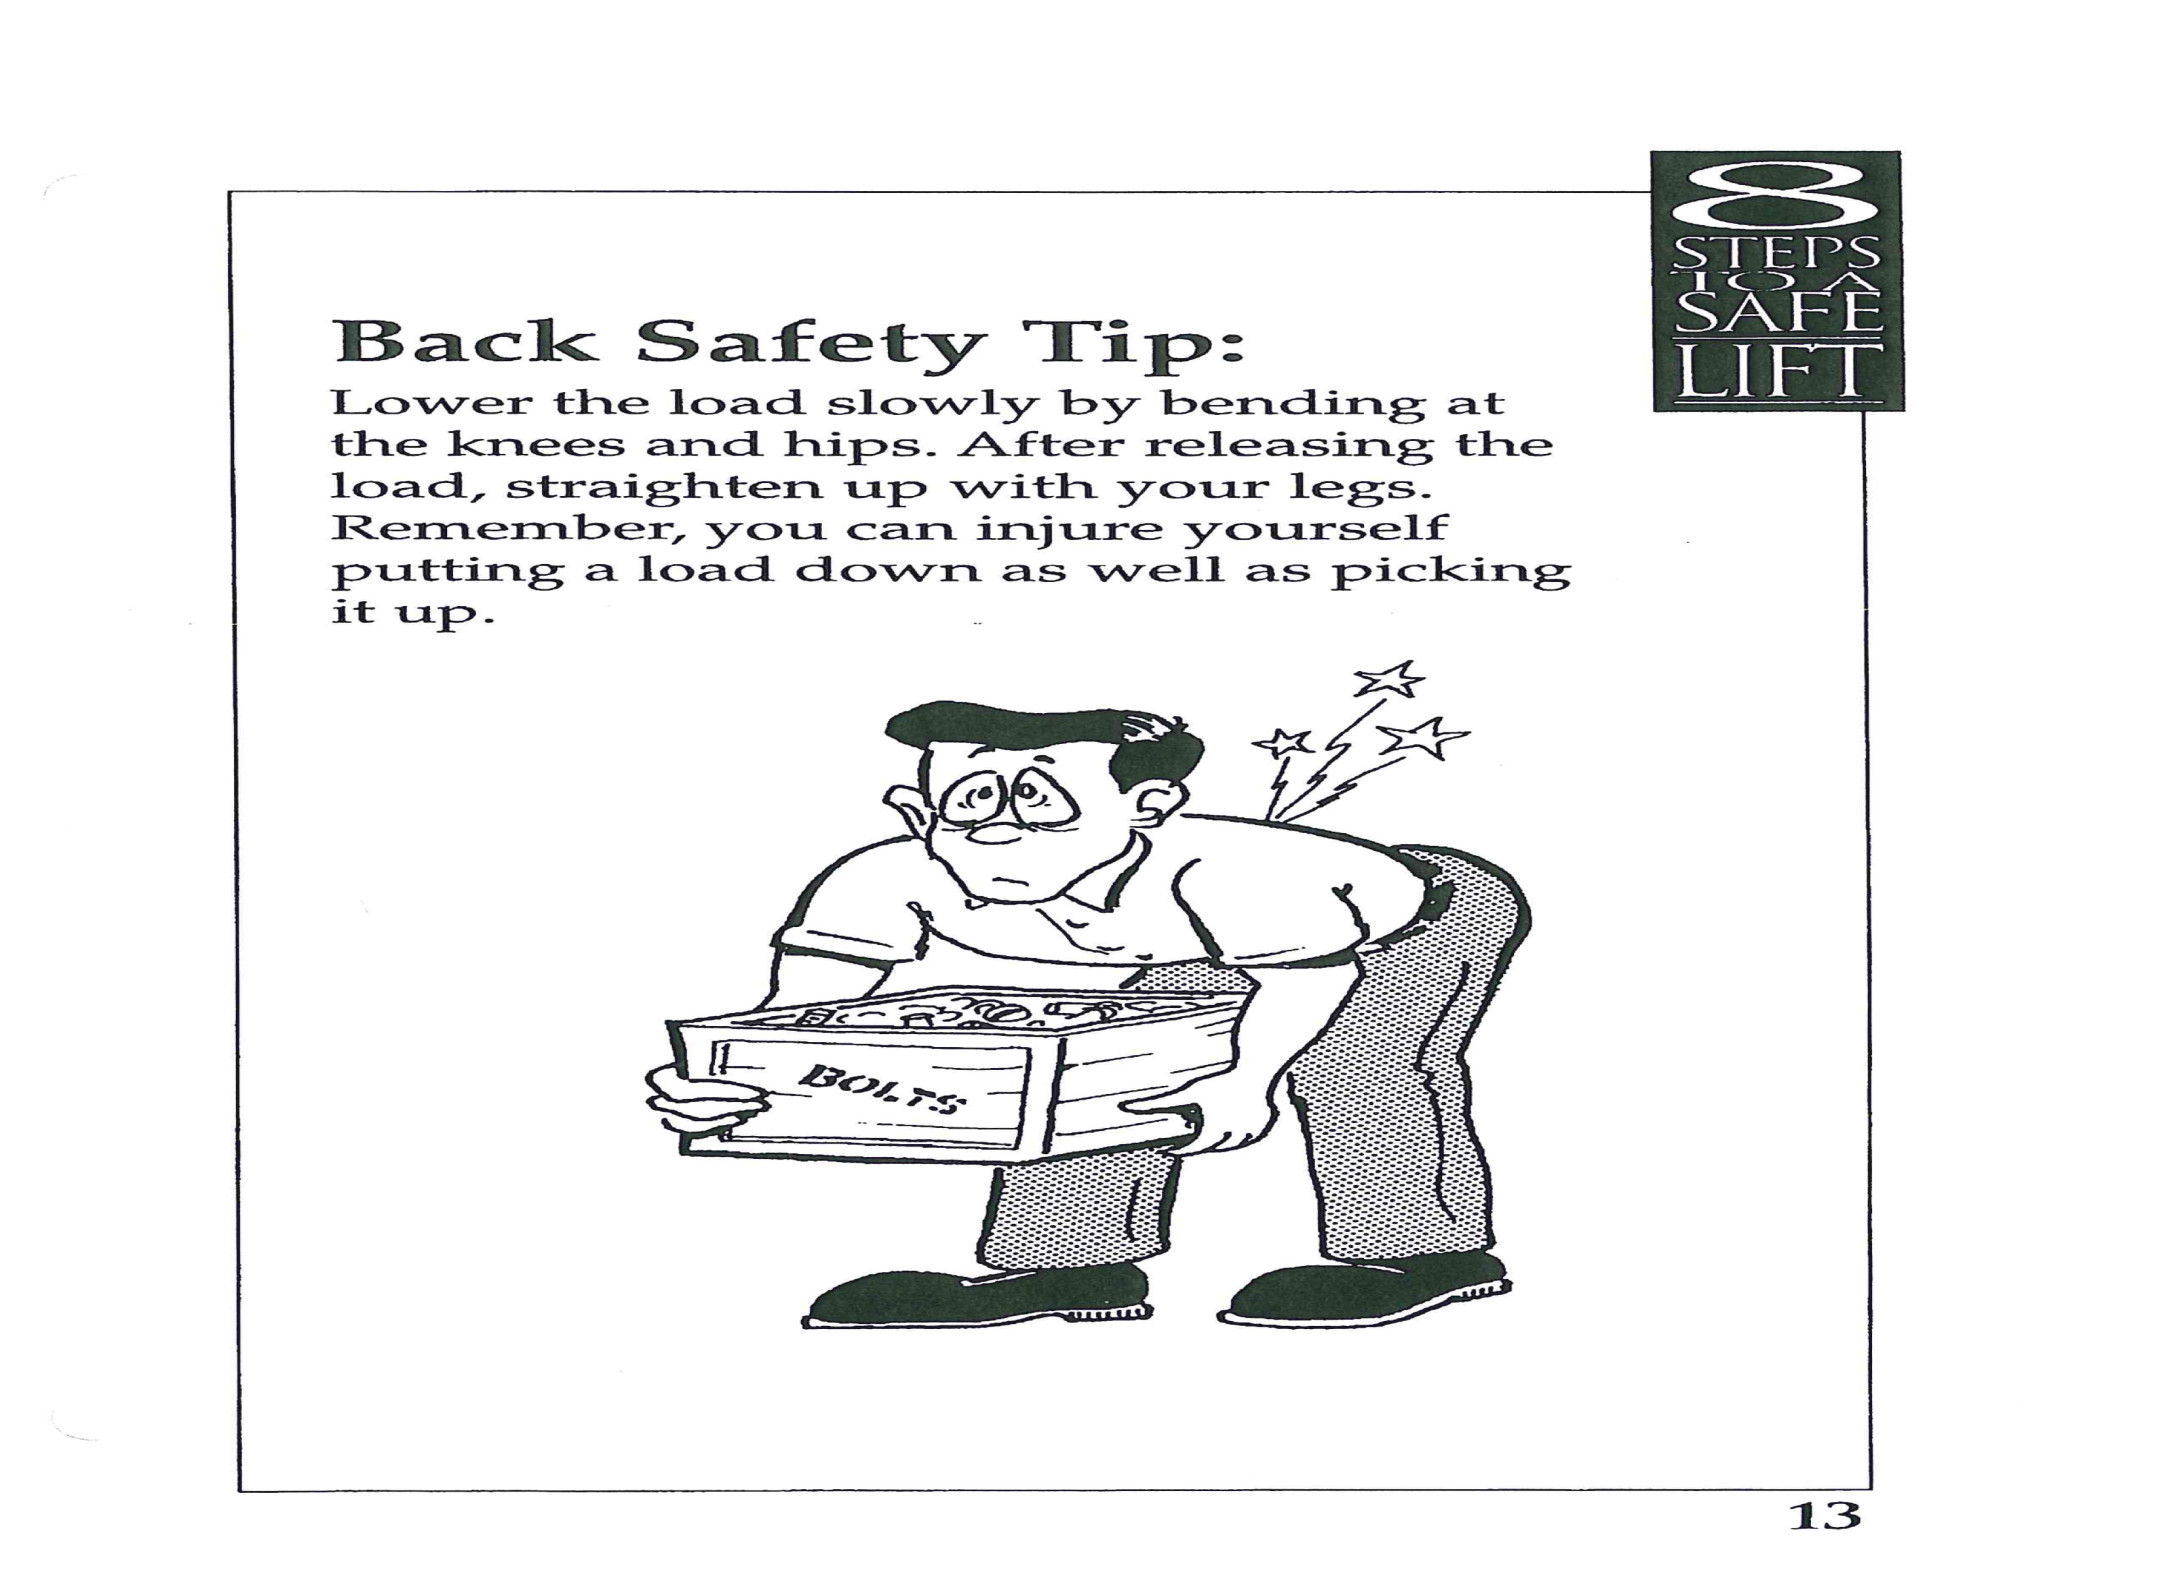 8
STEPS
TO A
SAFE
LIFT
Back Safety Tip:
Lower the load slowly by bending at
the knees and hips. After releasing the
load, straighten up with your legs.
Remember, you can injure yourself
putting a load down as well as picking
it up.
BOLTS
13